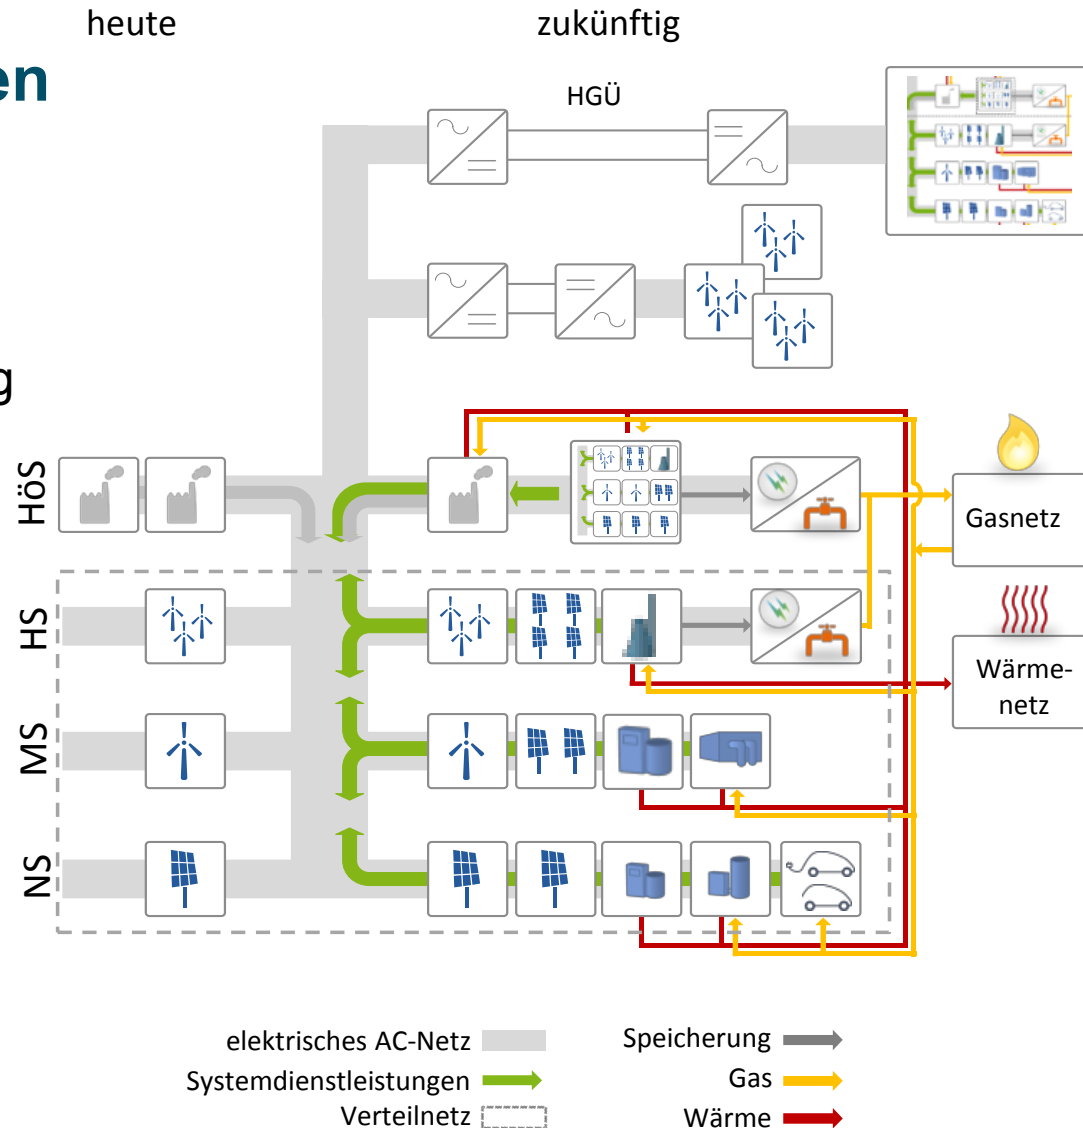 heute
zukünftig
en
HGÜ
g
HöS
Gasnetz
HS
Wärme-
netz
MS
NS
elektrisches AC-Netz
Speicherung
Systemdienstleistungen
Gas
Verteilnetz
Wärme